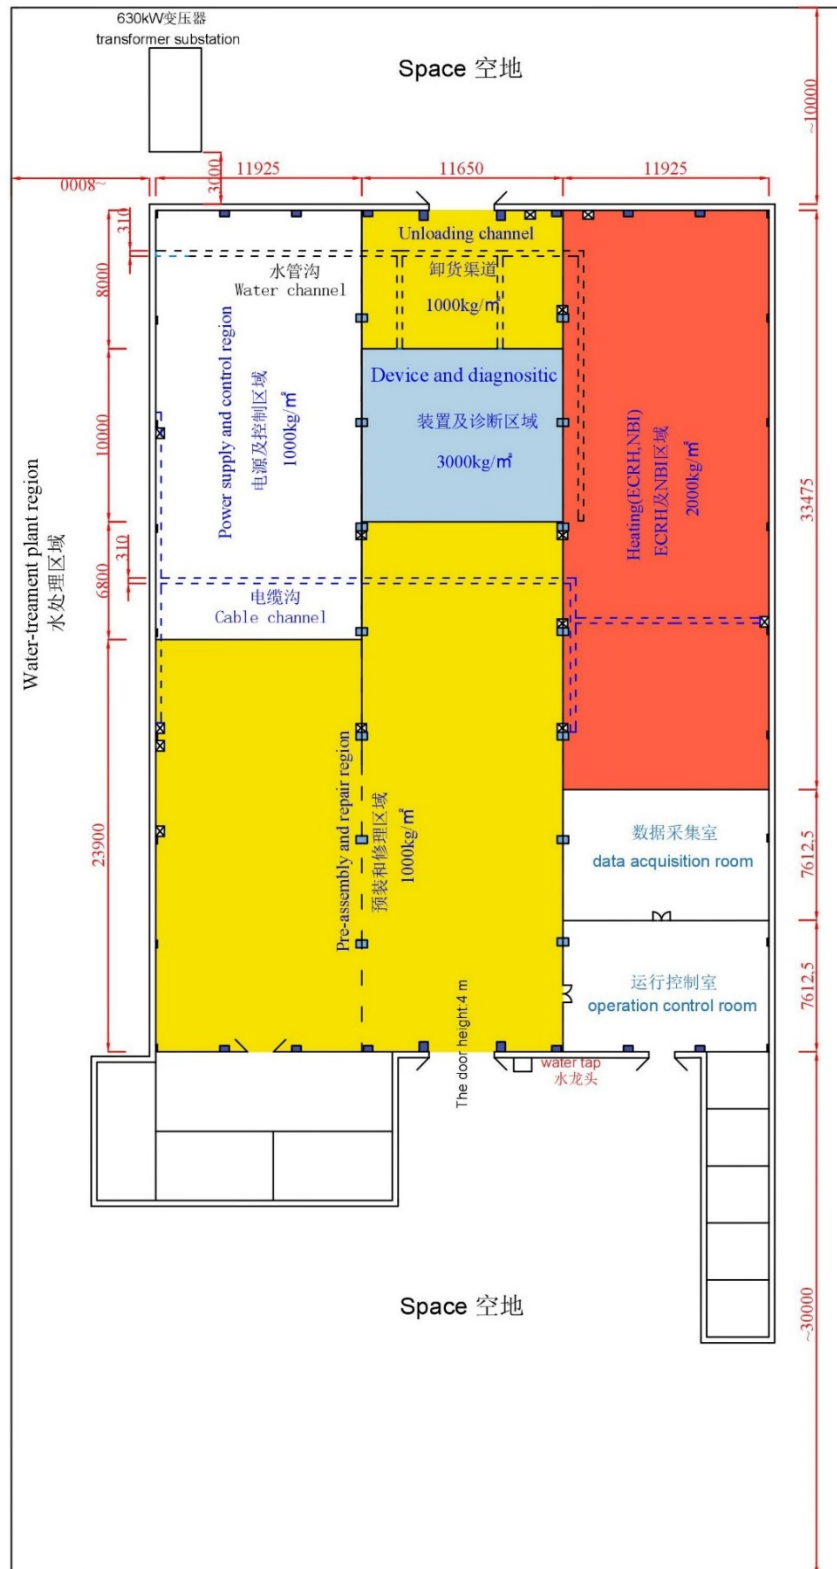 630kW变压器
transformer substation
Space 空地
~10000
~8000
3000
11925
11650
11925
310
8000
10000
310
6800
23900
33475
7612,5
7612,5
~30000
Unloading channel
卸货渠道
1000kg/㎡
水管沟
Water channel
Power supply and control region
电源及控制区域
1000kg/㎡
Device and diagnositic
装置及诊断区域
3000kg/㎡
Heating(ECRH,NBI)
ECRH及NBI区域
2000kg/㎡
Water-treament plant region
水处理区域
电缆沟
Cable channel
Pre-assembly and repair region
预装和修理区域
1000kg/㎡
数据采集室
data acquisition room
运行控制室
operation control room
The door height:4 m
water tap
水龙头
Space 空地